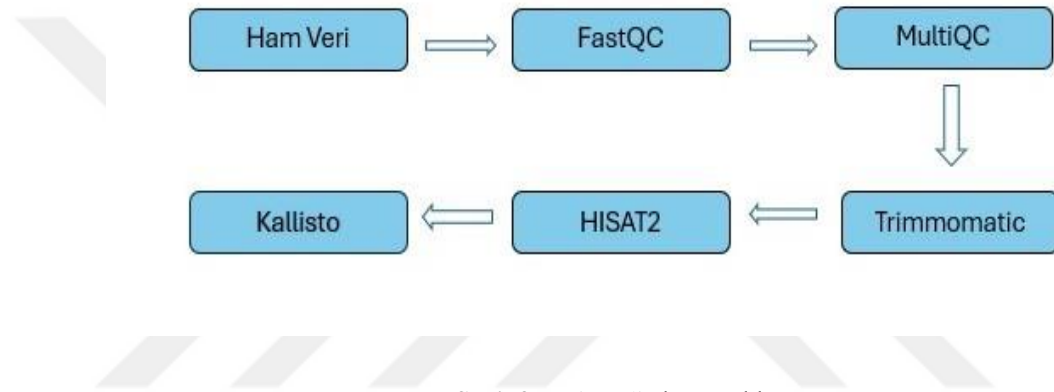 Ham Veri
FastQC
MultiQC
Trimmomatic
HISAT2
Kallisto